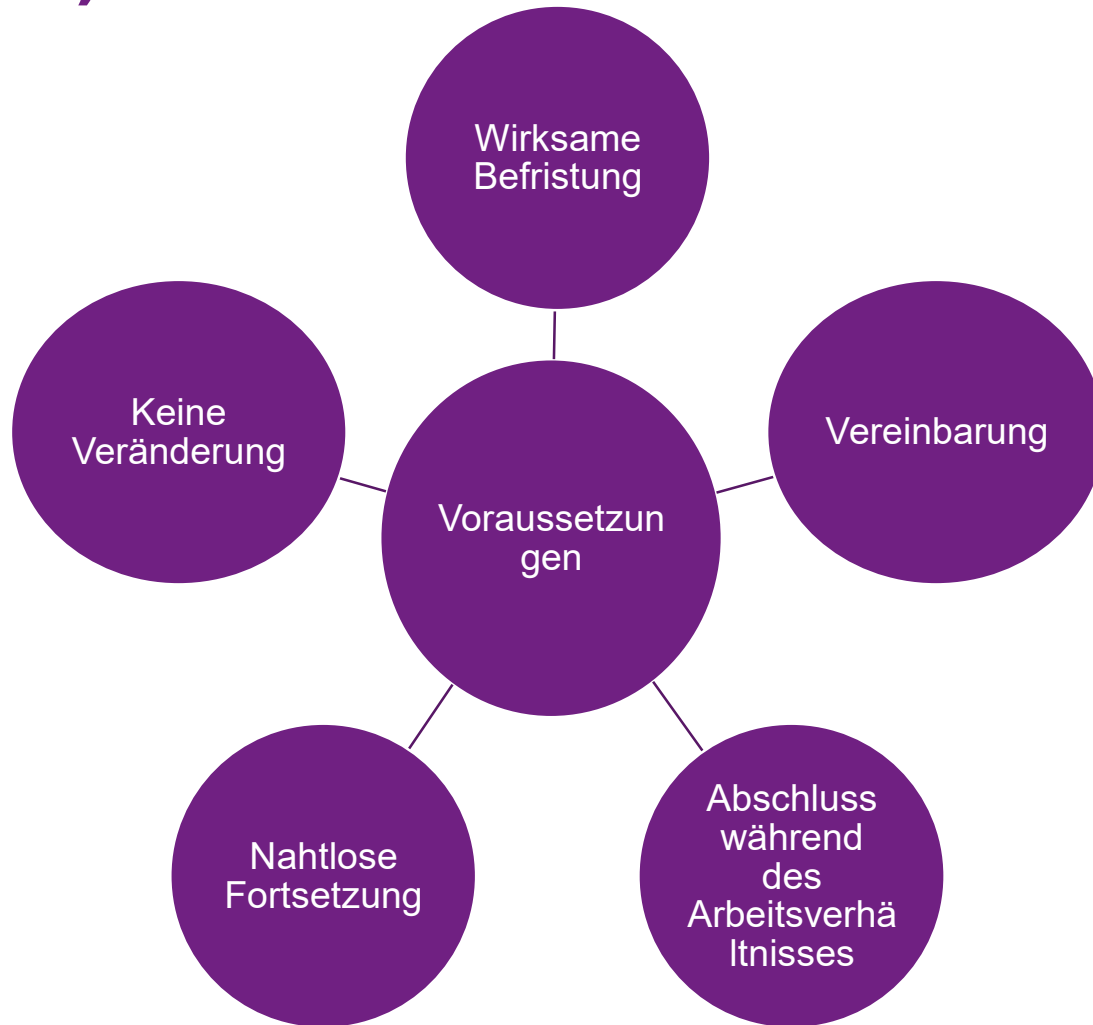 Wirksame
Befristung
Keine
Veränderung
Vereinbarung
Voraussetzun
gen
Nahtlose
Fortsetzung
Abschluss
während
des
Arbeitsverhä
ltnisses